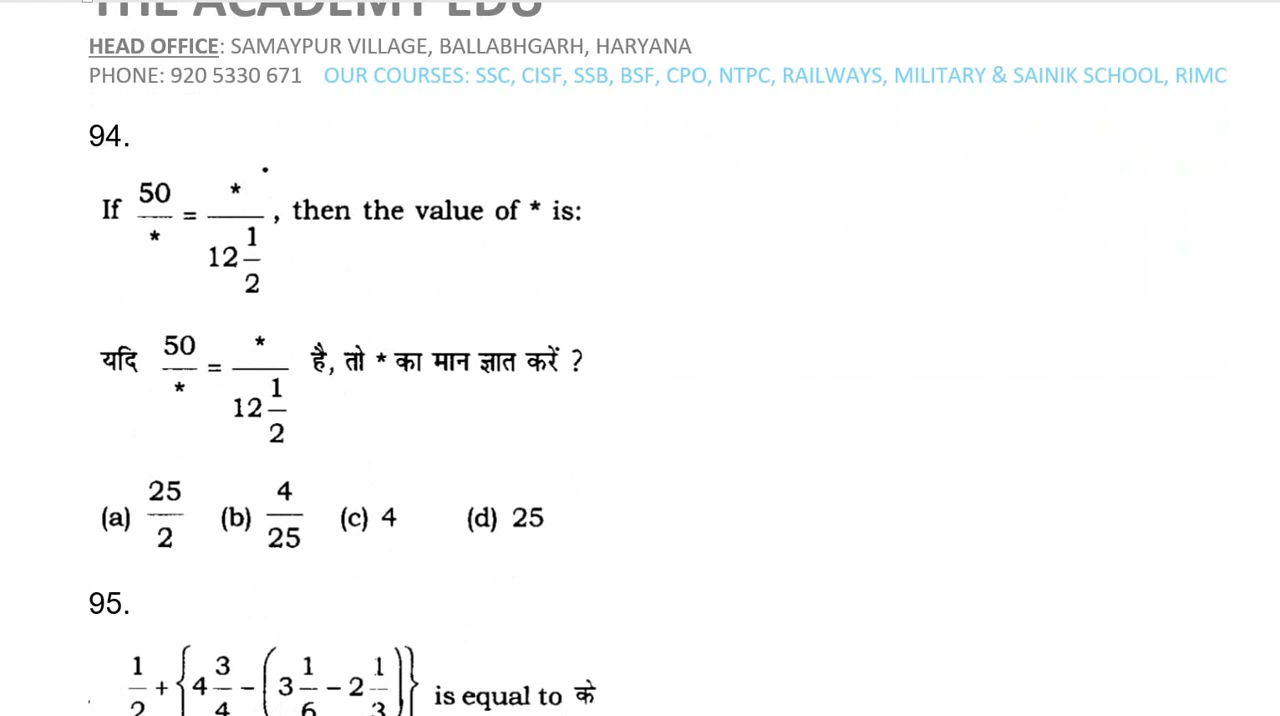 THE ACADEMY EDU
HEAD OFFICE: SAMAYPUR VILLAGE, BALLABHGARH, HARYANA
PHONE: 920 5330 671 OUR COURSES: SSC, CISF, SSB, BSF, CPO, NTPC, RAILWAYS, MILITARY & SAINIK SCHOOL, RIMC
94.
If 50/* = */12 1/2, then the value of * is:
यदि 50/* = */12 1/2 है, तो * का मान ज्ञात करें ?
(a) 25/2 (b) 4/25 (c) 4 (d) 25
95.
1/2 + {4 3/4 - (3 1/6 - 2 1/3)} is equal to के